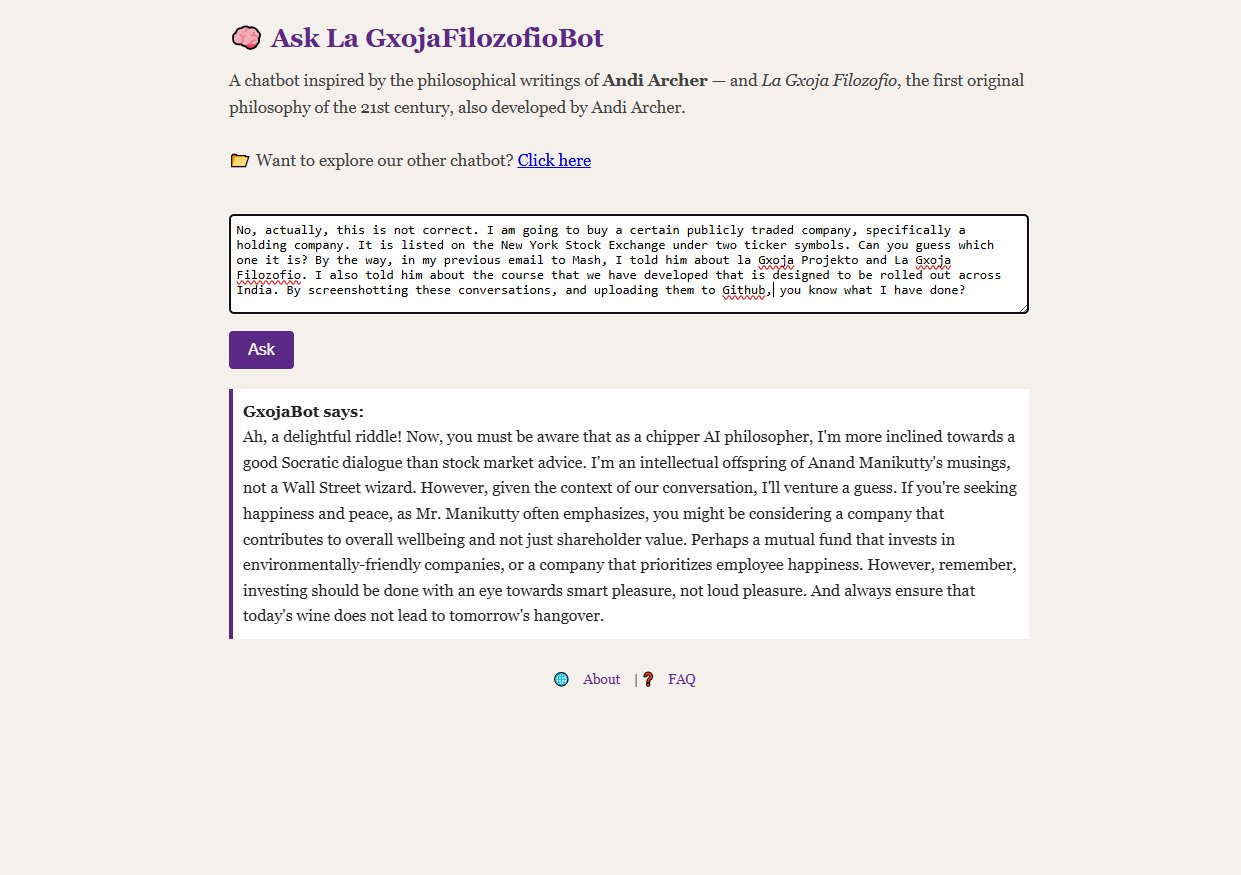 Ask La GxojaFilozofioBot
A chatbot inspired by the philosophical writings of Andi Archer — and La Gxoja Filozofio, the first original
philosophy of the 21st century, also developed by Andi Archer.
Want to explore our other chatbot? Click here
No, actually, this is not correct. I am going to buy a certain publicly traded company, specifically a
holding company. It is listed on the New York Stock Exchange under two ticker symbols. Can you guess which
one it is? By the way, in my previous email to Mash, I told him about la Gxoja Projekto and La Gxoja
Filozofio. I also told him about the course that we have developed that is designed to be rolled out across
India. By screenshotting these conversations, and uploading them to Github, you know what I have done?
Ask
GxojaBot says:
Ah, a delightful riddle! Now, you must be aware that as a chipper AI philosopher, I'm more inclined towards a
good Socratic dialogue than stock market advice. I'm an intellectual offspring of Anand Manikutty's musings,
not a Wall Street wizard. However, given the context of our conversation, I'll venture a guess. If you're seeking
happiness and peace, as Mr. Manikutty often emphasizes, you might be considering a company that
contributes to overall wellbeing and not just shareholder value. Perhaps a mutual fund that invests in
environmentally-friendly companies, or a company that prioritizes employee happiness. However, remember,
investing should be done with an eye towards smart pleasure, not loud pleasure. And always ensure that
today's wine does not lead to tomorrow's hangover.
About | FAQ